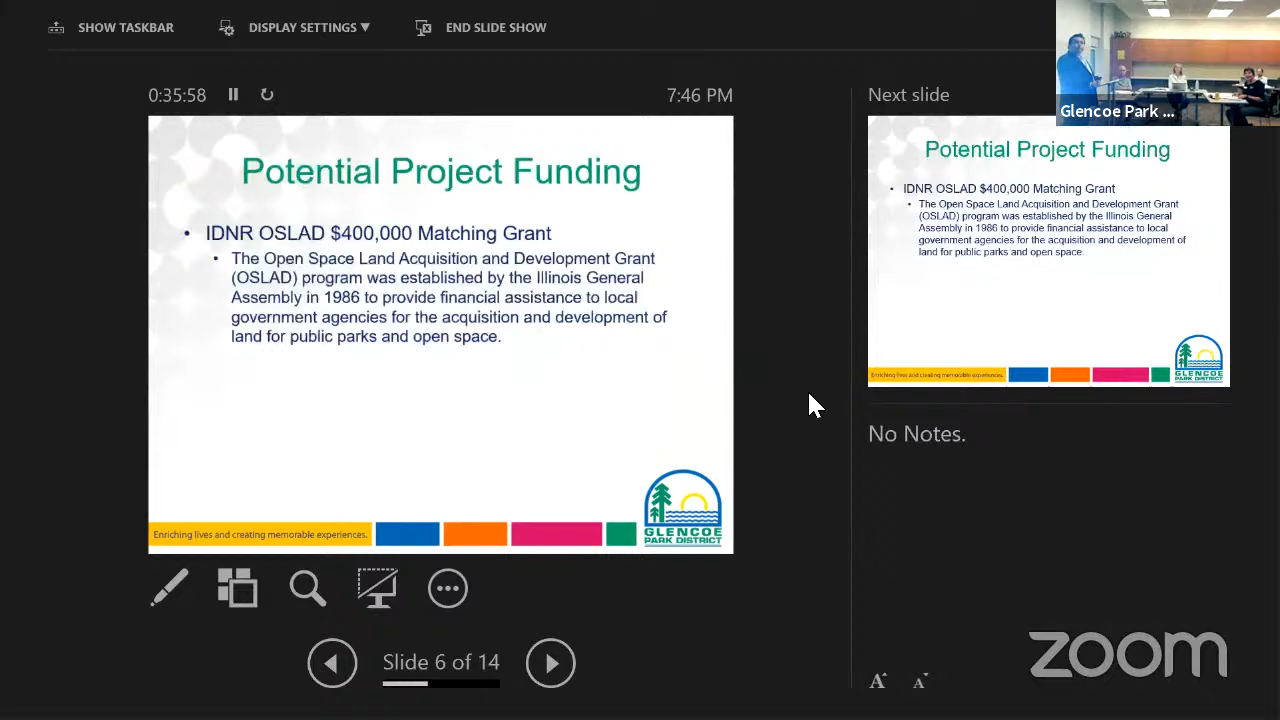 SHOW TASKBAR
DISPLAY SETTINGS ▼
END SLIDE SHOW
0:35:58
7:46 PM
Next slide
Glencoe Park ...
Potential Project Funding
• IDNR OSLAD $400,000 Matching Grant
• The Open Space Land Acquisition and Development Grant
(OSLAD) program was established by the Illinois General
Assembly in 1986 to provide financial assistance to local
government agencies for the acquisition and development of
land for public parks and open space.
Enriching lives and creating memorable experiences.
GLENCOE
PARK DISTRICT
Potential Project Funding
• IDNR OSLAD $400,000 Matching Grant
• The Open Space Land Acquisition and Development Grant
(OSLAD) program was established by the Illinois General
Assembly in 1986 to provide financial assistance to local
government agencies for the acquisition and development of
land for public parks and open space.
Enriching lives and creating memorable experiences.
GLENCOE
PARK DISTRICT
No Notes.
Slide 6 of 14
A A
zoom